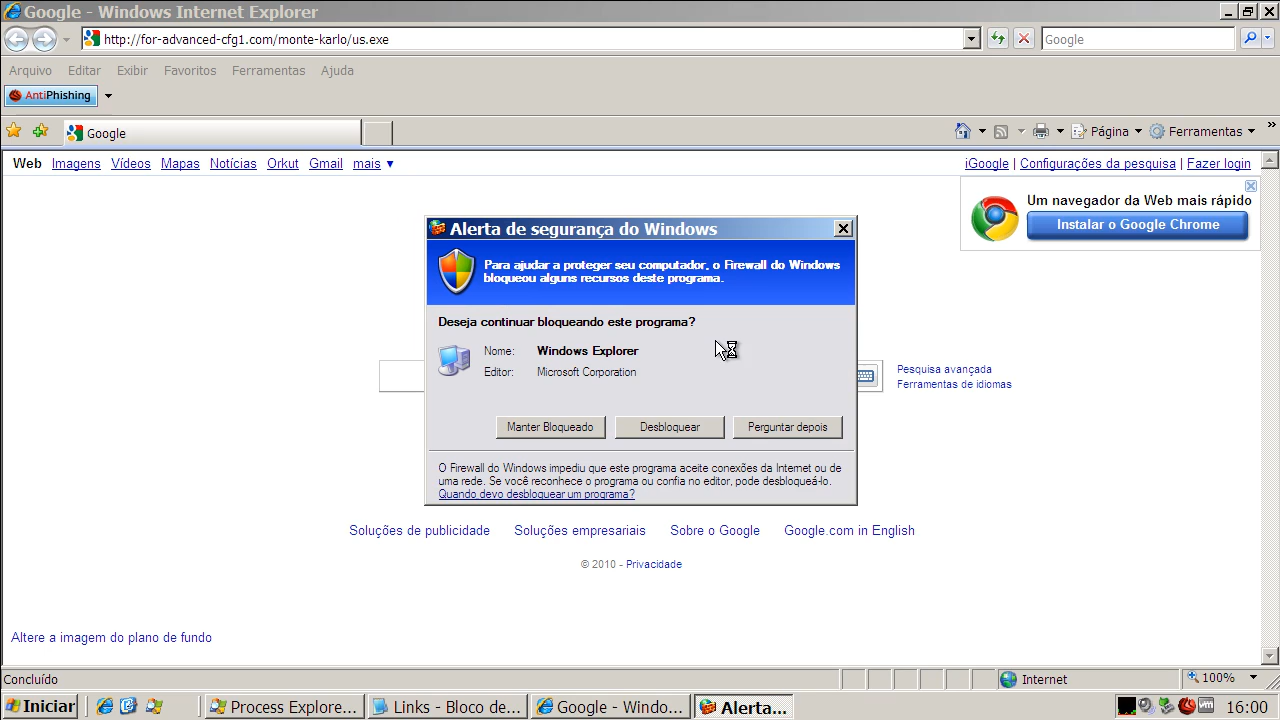 Google - Windows Internet Explorer
http://for-advanced-cfg1.com/monte-karlo/us.exe
Google
Arquivo Editar Exibir Favoritos Ferramentas Ajuda
AntiPhishing
Google
Página Ferramentas »
Web Imagens Vídeos Mapas Notícias Orkut Gmail mais ▼
iGoogle | Configurações da pesquisa | Fazer login
Um navegador da Web mais rápido
Instalar o Google Chrome
Alerta de segurança do Windows
Para ajudar a proteger seu computador, o Firewall do Windows
bloqueou alguns recursos deste programa.
Deseja continuar bloqueando este programa?
Nome: Windows Explorer
Editor: Microsoft Corporation
Pesquisa avançada
Ferramentas de idiomas
Manter Bloqueado Desbloquear Perguntar depois
O Firewall do Windows impediu que este programa aceite conexões da Internet ou de
uma rede. Se você reconhece o programa ou confia no editor, pode desbloqueá-lo.
Quando devo desbloquear um programa?
Soluções de publicidade Soluções empresariais Sobre o Google Google.com in English
© 2010 - Privacidade
Altere a imagem do plano de fundo
Concluído
Internet
100%
Iniciar
Process Explore...
Links - Bloco de...
Google - Windo...
Alerta...
16:00